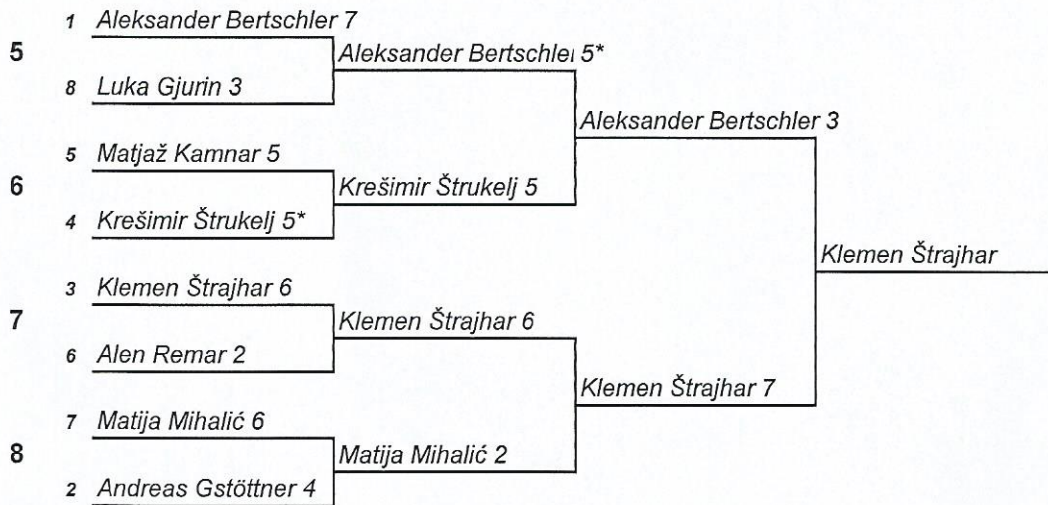 1 Aleksander Bertschler 7
5
Aleksander Bertschler 5*
8 Luka Gjurin 3
Aleksander Bertschler 3
5 Matjaž Kamnar 5
6
Krešimir Štrukelj 5
4 Krešimir Štrukelj 5*
Klemen Štrajhar
3 Klemen Štrajhar 6
7
Klemen Štrajhar 6
6 Alen Remar 2
Klemen Štrajhar 7
7 Matija Mihalić 6
8
Matija Mihalić 2
2 Andreas Gstöttner 4